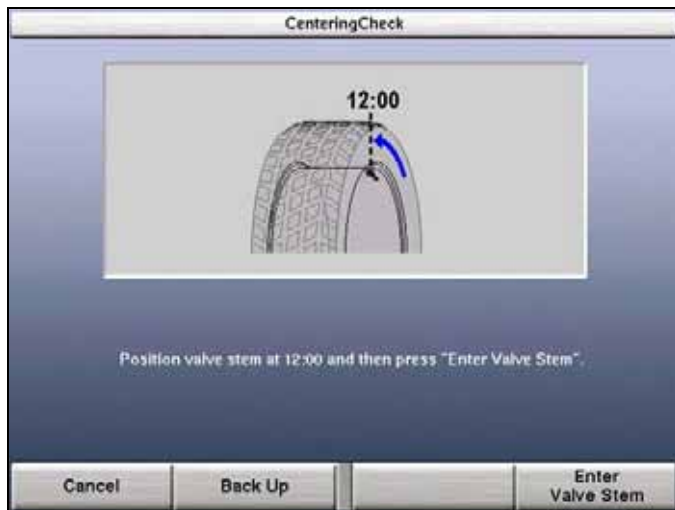 CenteringCheck
12:00
Position valve stem at 12:00 and then press "Enter Valve Stem".
Cancel
Back Up
Enter
Valve Stem